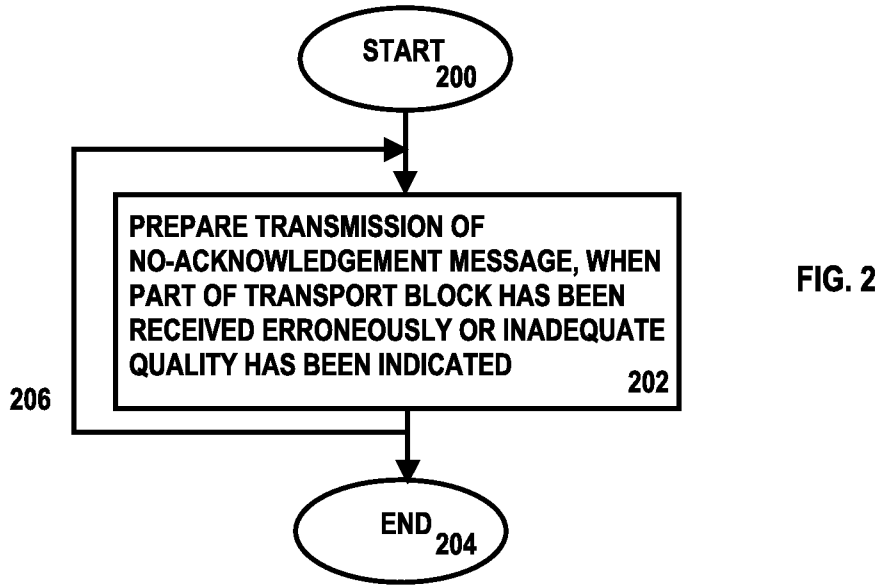 START
200
PREPARE TRANSMISSION OF
NO-ACKNOWLEDGEMENT MESSAGE, WHEN
PART OF TRANSPORT BLOCK HAS BEEN
RECEIVED ERRONEOUSLY OR INADEQUATE
QUALITY HAS BEEN INDICATED
202
FIG. 2
206
END
204